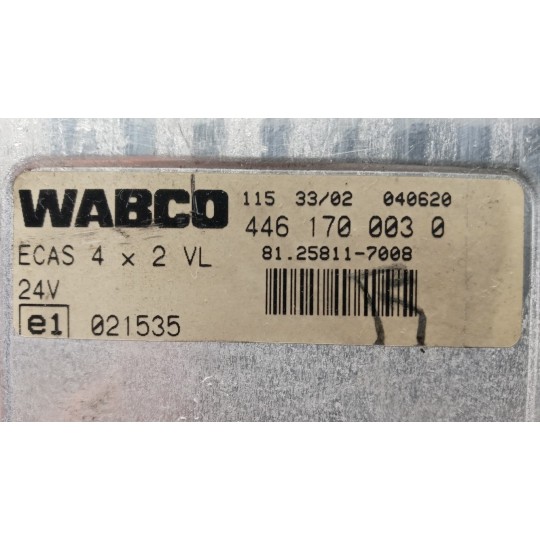 WABCO
115 33/02 040620
446 170 003 0
81.25811-7008
ECAS 4 x 2 VL
24V
e1 021535